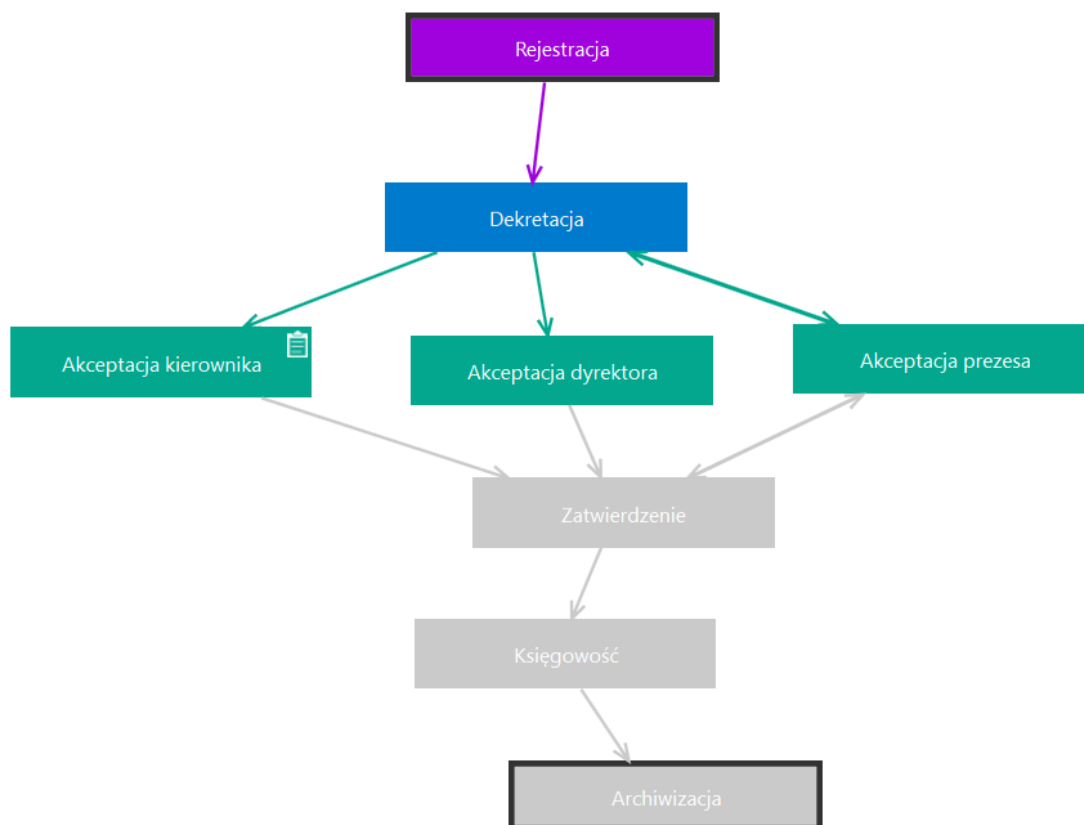 Rejestracja
Dekretacja
Akceptacja kierownika
Akceptacja dyrektora
Akceptacja prezesa
Zatwierdzenie
Księgowość
Archiwizacja